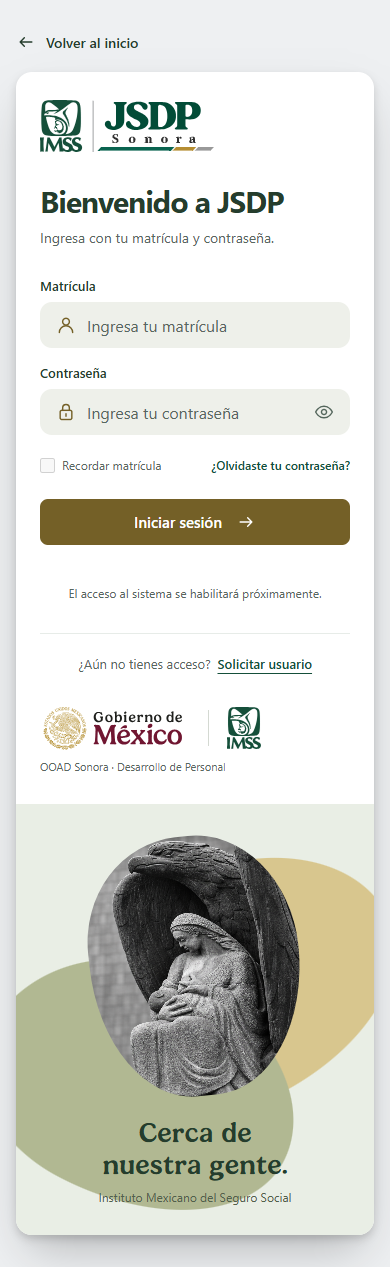 Volver al inicio
IMSS
JSDP
Sonora
Bienvenido a JSDP
Ingresa con tu matrícula y contraseña.
Matrícula
Ingresa tu matrícula
Contraseña
Ingresa tu contraseña
Recordar matrícula
¿Olvidaste tu contraseña?
Iniciar sesión
El acceso al sistema se habilitará próximamente.
¿Aún no tienes acceso? Solicitar usuario
Gobierno de
México
IMSS
OOAD Sonora · Desarrollo de Personal
Cerca de
nuestra gente.
Instituto Mexicano del Seguro Social